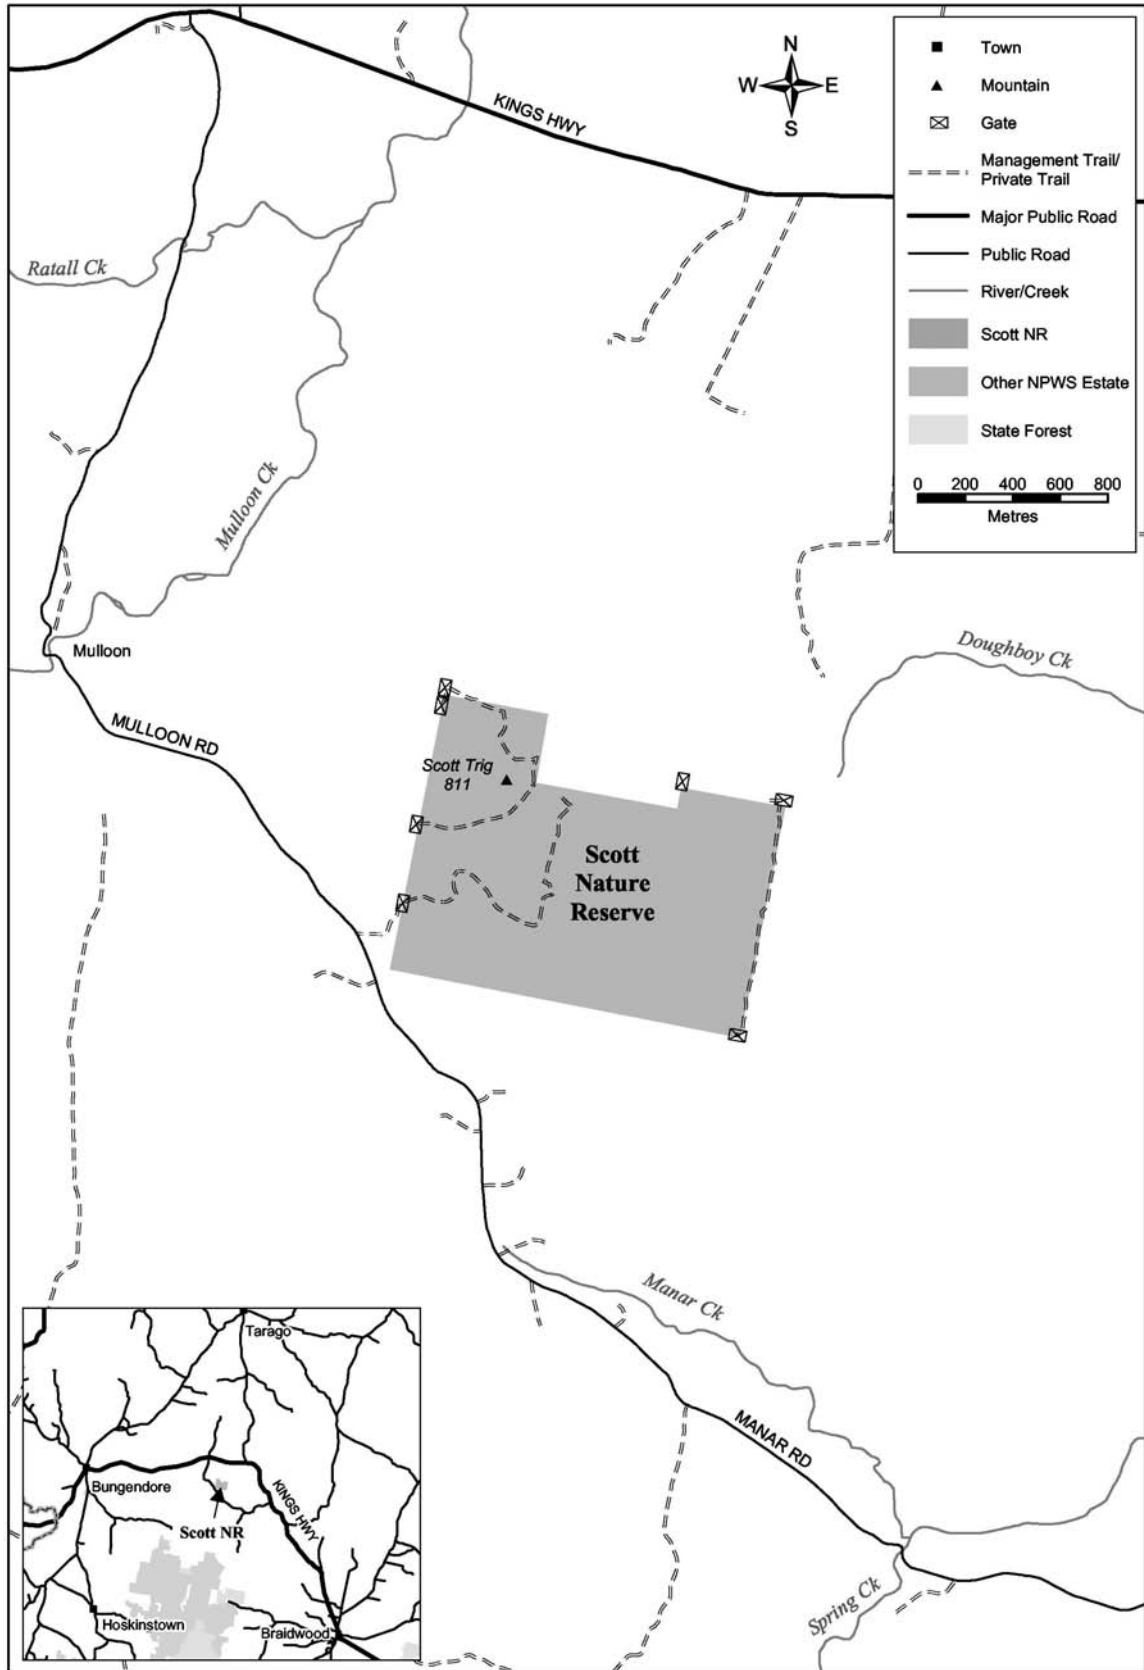 N
W E
S
KINGS HWY
Town
Mountain
Gate
Management Trail/
Private Trail
Major Public Road
Public Road
River/Creek
Scott NR
Other NPWS Estate
State Forest
0 200 400 600 800
Metres
Ratall Ck
Mulloon Ck
Mulloon
MULLOON RD
Doughboy Ck
Scott Trig
811
Scott
Nature
Reserve
Manar Ck
MANAR RD
Spring Ck
Tarago
Bungendore
KINGS HWY
Scott NR
Hoskinstown
Braidwood